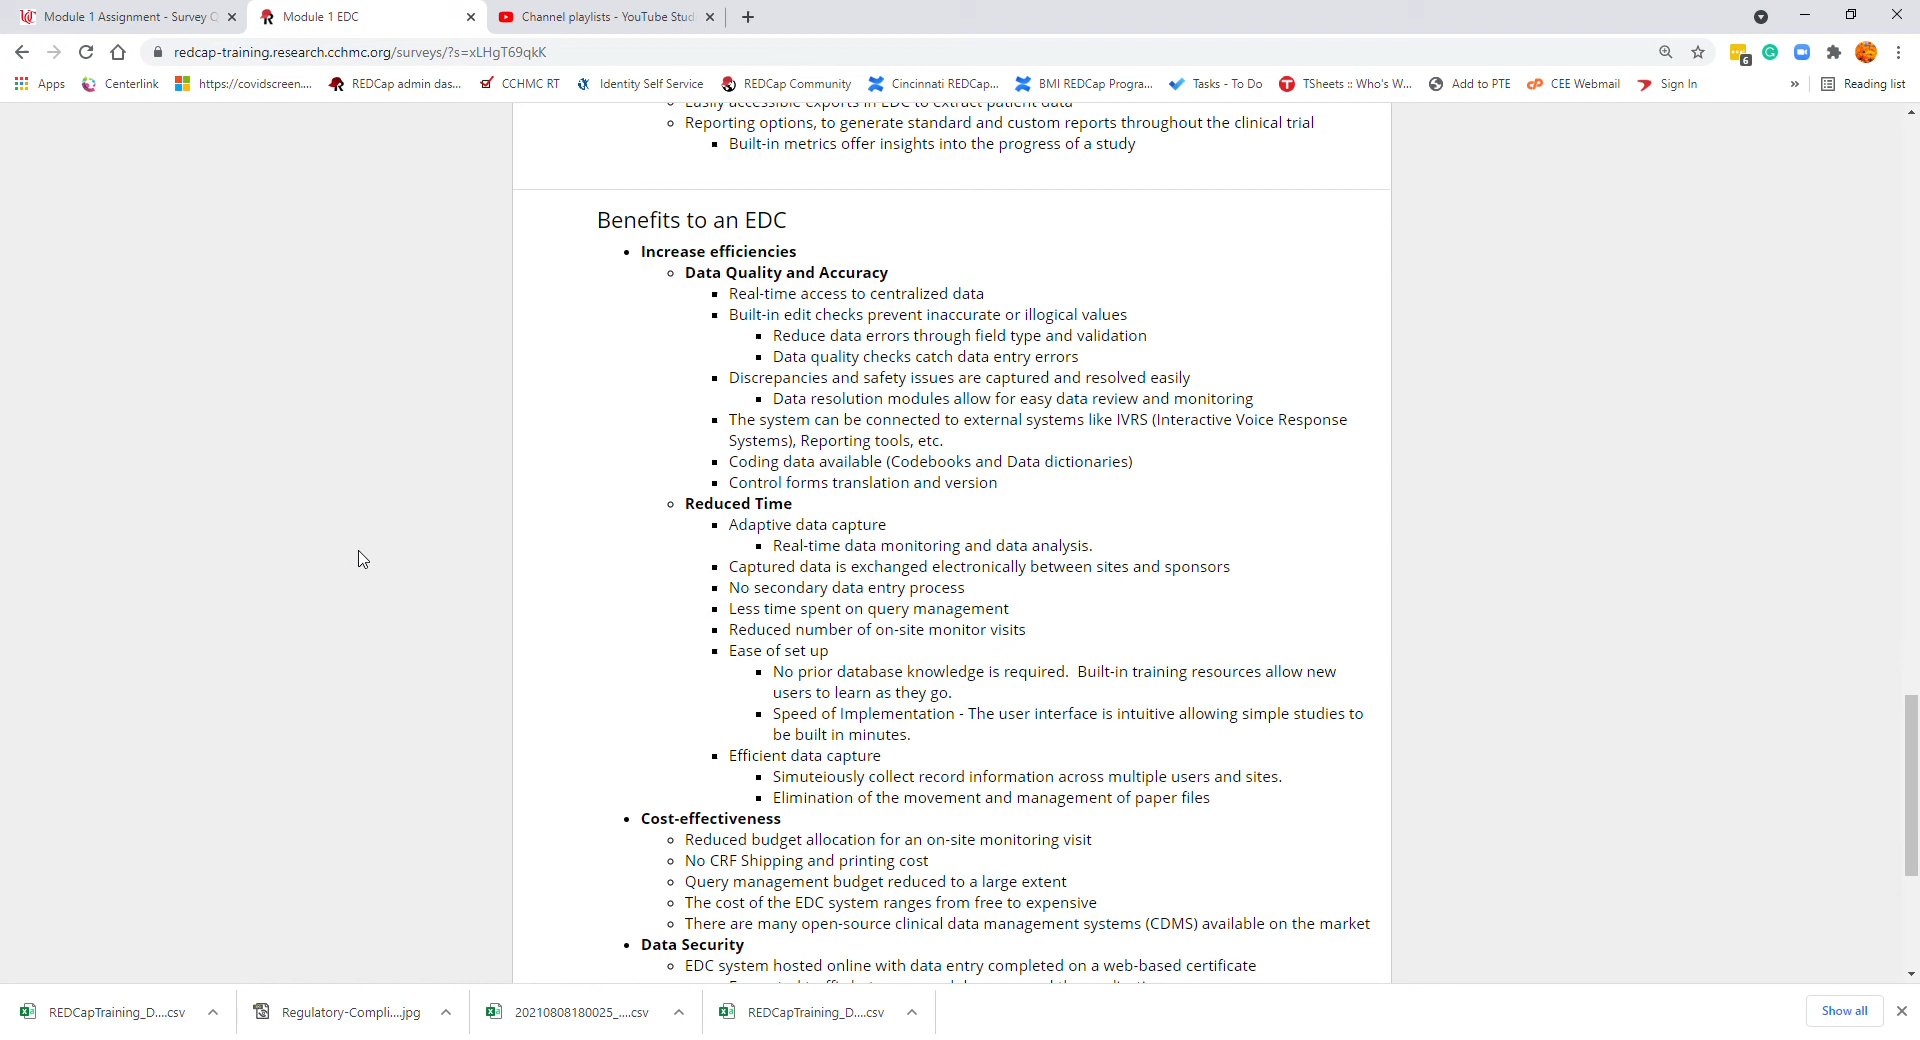 Module 1 Assignment - Survey Q
Module 1 EDC
Channel playlists - YouTube Stud
redcap-training.research.cchmc.org/surveys/?s=xLHgT69qkK
6
Apps
Centerlink
https://covidscreen....
REDCap admin das...
CCHMC RT
Identity Self Service
REDCap Community
Cincinnati REDCap...
BMI REDCap Progra...
Tasks - To Do
TSheets :: Who's W...
Add to PTE
CEE Webmail
Sign In
»
Reading list
Easily accessible exports in EDC to extract patient data
Reporting options, to generate standard and custom reports throughout the clinical trial
Built-in metrics offer insights into the progress of a study
Benefits to an EDC
Increase efficiencies
Data Quality and Accuracy
Real-time access to centralized data
Built-in edit checks prevent inaccurate or illogical values
Reduce data errors through field type and validation
Data quality checks catch data entry errors
Discrepancies and safety issues are captured and resolved easily
Data resolution modules allow for easy data review and monitoring
The system can be connected to external systems like IVRS (Interactive Voice Response
Systems), Reporting tools, etc.
Coding data available (Codebooks and Data dictionaries)
Control forms translation and version
Reduced Time
Adaptive data capture
Real-time data monitoring and data analysis.
Captured data is exchanged electronically between sites and sponsors
No secondary data entry process
Less time spent on query management
Reduced number of on-site monitor visits
Ease of set up
No prior database knowledge is required. Built-in training resources allow new
users to learn as they go.
Speed of Implementation - The user interface is intuitive allowing simple studies to
be built in minutes.
Efficient data capture
Simuteiously collect record information across multiple users and sites.
Elimination of the movement and management of paper files
Cost-effectiveness
Reduced budget allocation for an on-site monitoring visit
No CRF Shipping and printing cost
Query management budget reduced to a large extent
The cost of the EDC system ranges from free to expensive
There are many open-source clinical data management systems (CDMS) available on the market
Data Security
EDC system hosted online with data entry completed on a web-based certificate
REDCapTraining_D....csv
Regulatory-Compli....jpg
20210808180025_....csv
REDCapTraining_D....csv
Show all